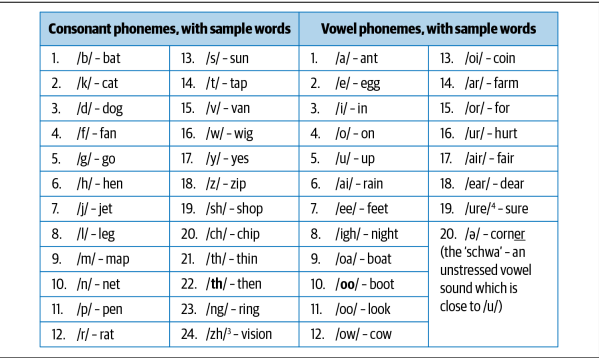 Consonant phonemes, with sample words
Vowel phonemes, with sample words
1. /b/ – bat
13. /s/ – sun
1. /a/ – ant
13. /oi/ – coin
2. /k/ – cat
14. /t/ – tap
2. /e/ – egg
14. /ar/ – farm
3. /d/ – dog
15. /v/ – van
3. /i/ – in
15. /or/ – for
4. /f/ – fan
16. /w/ – wig
4. /o/ – on
16. /ur/ – hurt
5. /g/ – go
17. /y/ – yes
5. /u/ – up
17. /air/ – fair
6. /h/ – hen
18. /z/ – zip
6. /ai/ – rain
18. /ear/ – dear
7. /j/ – jet
19. /sh/ – shop
7. /ee/ – feet
19. /ure/⁴ – sure
8. /l/ – leg
20. /ch/ – chip
8. /igh/ – night
20. /ə/ – corner
(the ‘schwa’ – an
unstressed vowel
sound which is
close to /u/)
9. /m/ – map
21. /th/ – thin
9. /oa/ – boat
10. /n/ – net
22. /th/ – then
10. /oo/ – boot
11. /p/ – pen
23. /ng/ – ring
11. /oo/ – look
12. /r/ – rat
24. /zh/³ – vision
12. /ow/ – cow